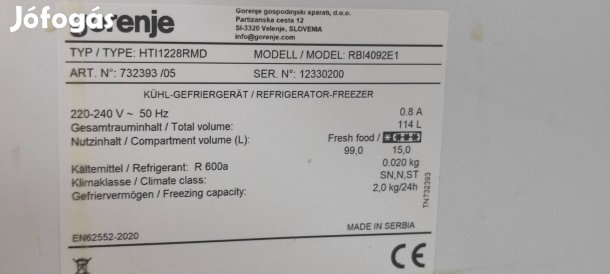 Jófogás
gorenje
Gorenje gospodinjski aparati, d.o.o.
Partizanska cesta 12
SI-3320 Velenje, SLOVENIA
info@gorenje.com
TYP / TYPE: HTI1228RMD MODELL / MODEL: RBI4092E1
ART. N°: 732393 /05 SER. N°: 12330200
KÜHL-GEFRIERGERÄT / REFRIGERATOR-FREEZER
220-240 V ~ 50 Hz 0.8 A
Gesamtrauminhalt / Total volume: 114 L
Nutzinhalt / Compartment volume (L): Fresh food / ****
99,0 15,0
Kältemittel / Refrigerant: R 600a 0.020 kg
Klimaklasse / Climate class: SN,N,ST
Gefriervermögen / Freezing capacity: 2,0 kg/24h
TN732393
EN62552-2020
MADE IN SERBIA
CE